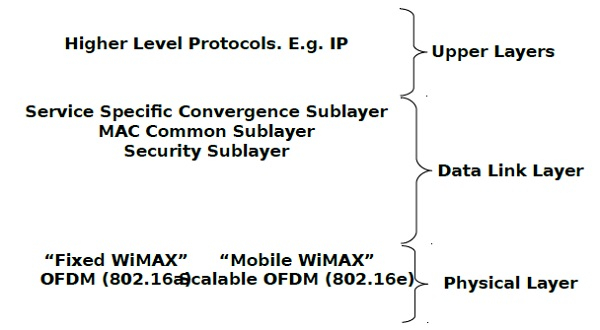 Higher Level Protocols. E.g. IP
Upper Layers
Service Specific Convergence Sublayer
MAC Common Sublayer
Security Sublayer
Data Link Layer
“Fixed WiMAX” “Mobile WiMAX”
OFDM (802.16a) Scalable OFDM (802.16e)
Physical Layer